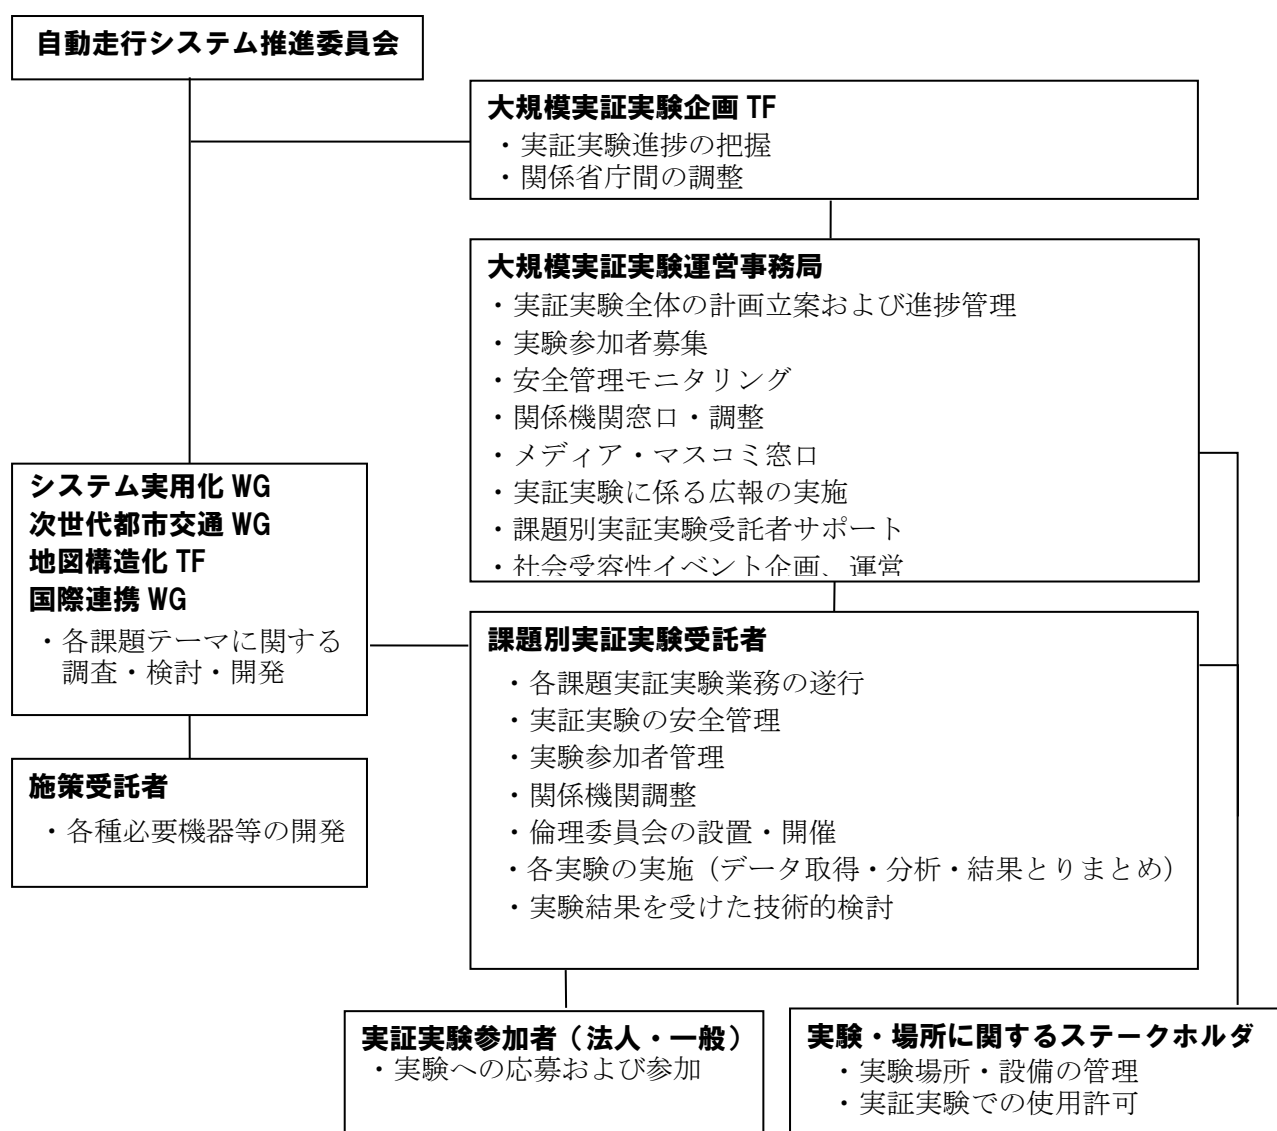 自動走行システム推進委員会
大規模実証実験企画 TF
・実証実験進捗の把握
・関係省庁間の調整
大規模実証実験運営事務局
・実証実験全体の計画立案および進捗管理
・実験参加者募集
・安全管理モニタリング
・関係機関窓口・調整
・メディア・マスコミ窓口
・実証実験に係る広報の実施
・課題別実証実験受託者サポート
・社会受容性イベント企画、運営
システム実用化 WG
次世代都市交通 WG
地図構造化 TF
国際連携 WG
・各課題テーマに関する
調査・検討・開発
課題別実証実験受託者
・各課題実証実験業務の遂行
・実証実験の安全管理
・実験参加者管理
・関係機関調整
・倫理委員会の設置・開催
・各実験の実施（データ取得・分析・結果とりまとめ）
・実験結果を受けた技術的検討
施策受託者
・各種必要機器等の開発
実証実験参加者（法人・一般）
・実験への応募および参加
実験・場所に関するステークホルダ
・実験場所・設備の管理
・実証実験での使用許可